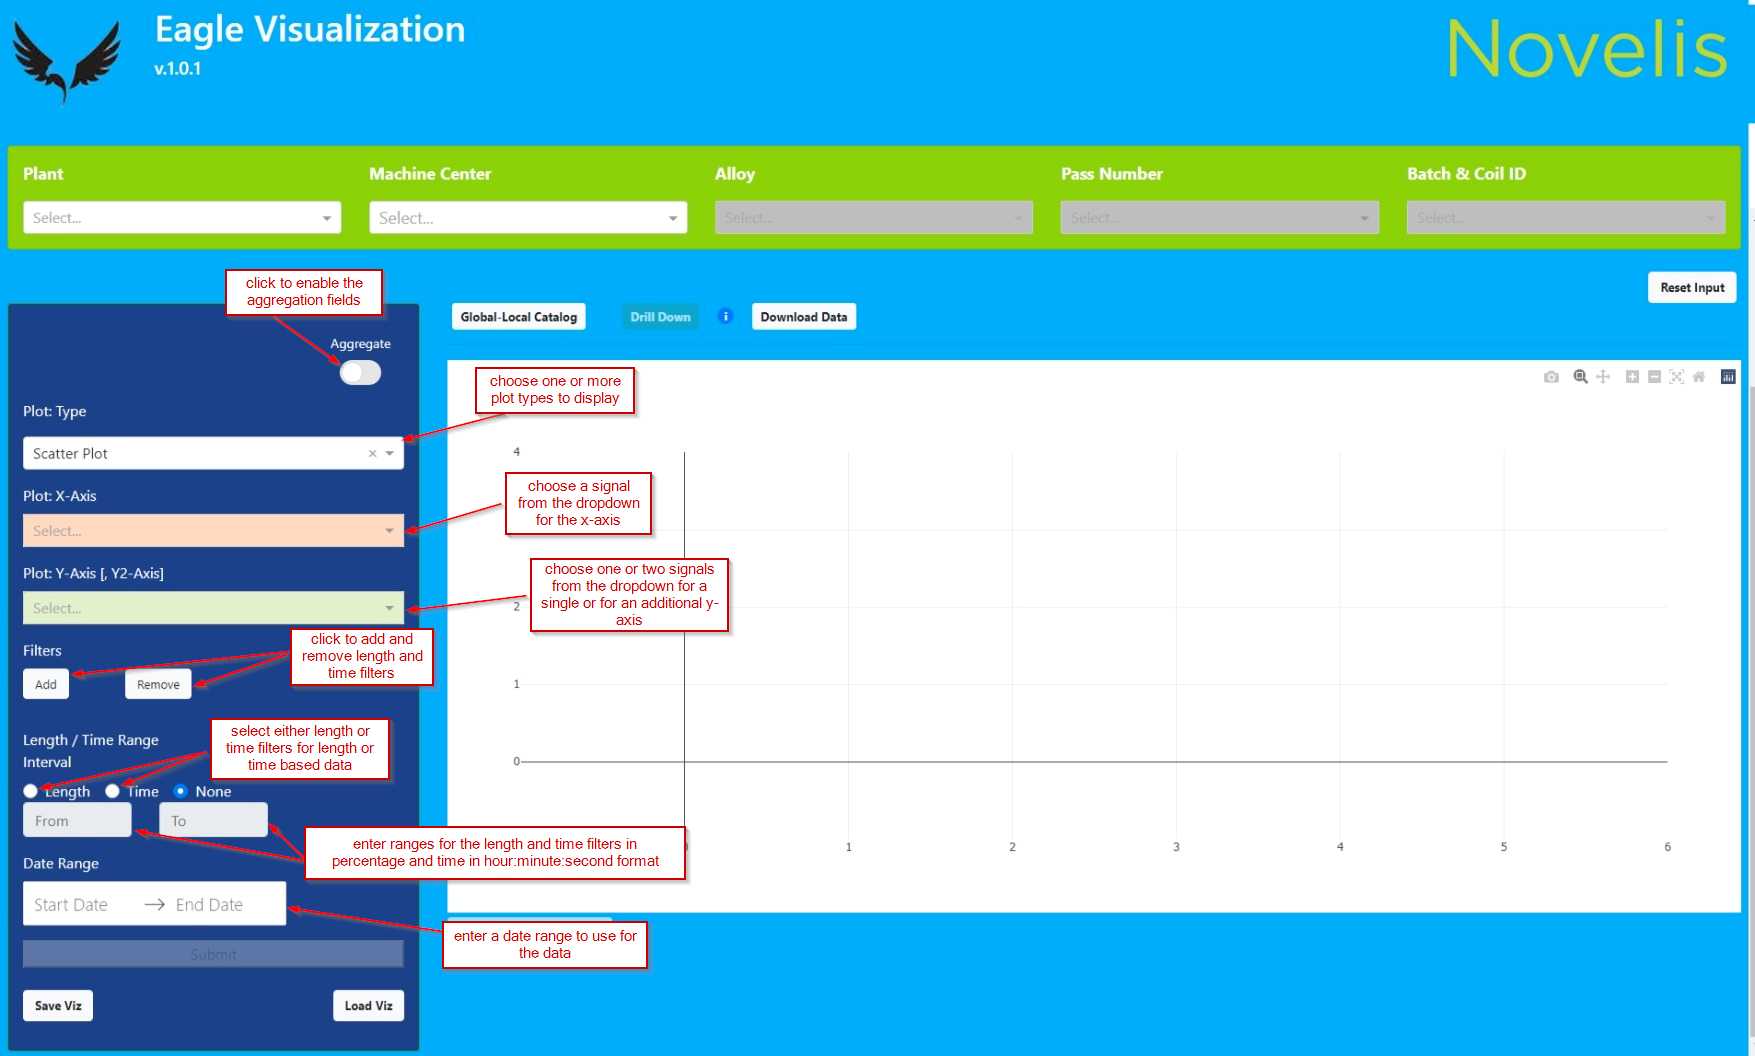 Eagle Visualization
v.1.0.1
Novelis
Plant
Machine Center
Alloy
Pass Number
Batch & Coil ID
Select...
Select...
Select...
Select...
Select...
click to enable the
aggregation fields
Reset Input
Global-Local Catalog
Drill Down
i
Download Data
Aggregate
choose one or more
plot types to display
Plot: Type
Scatter Plot
Plot: X-Axis
Select...
choose a signal
from the dropdown
for the x-axis
Plot: Y-Axis [, Y2-Axis]
Select...
choose one or two signals
from the dropdown for a
single or for an additional y-
axis
Filters
Add
Remove
click to add and
remove length and
time filters
Length / Time Range
Interval
select either length or
time filters for length or
time based data
Length
Time
None
From
To
enter ranges for the length and time filters in
percentage and time in hour:minute:second format
Date Range
Start Date
End Date
enter a date range to use for
the data
Submit
Save Viz
Load Viz
4
2
1
0
0
1
2
3
4
5
6